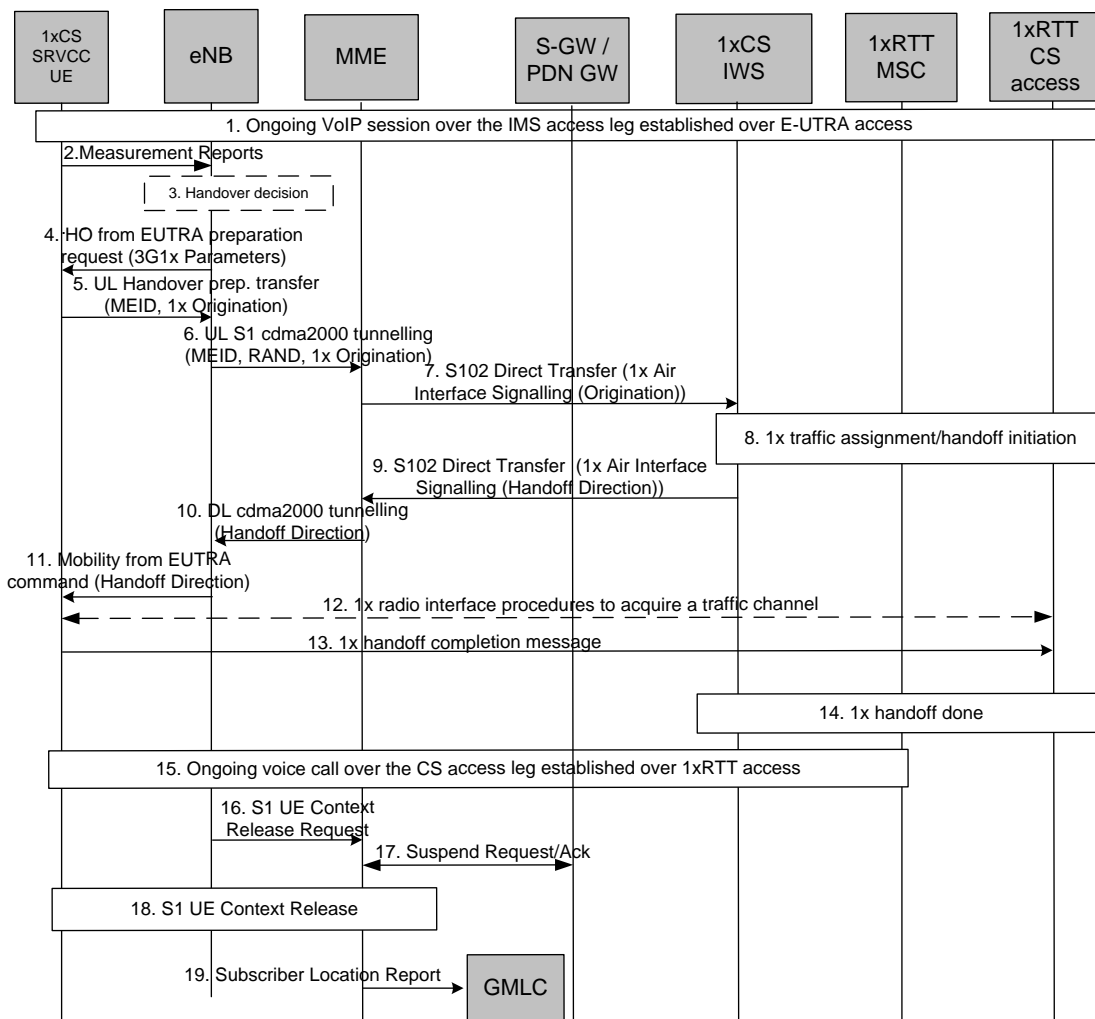 1xCS
SRVCC
UE
eNB
MME
S-GW /
PDN GW
1xCS
IWS
1xRTT
MSC
1xRTT
CS
access
1. Ongoing VoIP session over the IMS access leg established over E-UTRA access
2.Measurement Reports
3. Handover decision
4. HO from EUTRA preparation
request (3G1x Parameters)
5. UL Handover prep. transfer
(MEID, 1x Origination)
6. UL S1 cdma2000 tunnelling
(MEID, RAND, 1x Origination)
7. S102 Direct Transfer (1x Air
Interface Signalling (Origination))
8. 1x traffic assignment/handoff initiation
9. S102 Direct Transfer (1x Air Interface
Signalling (Handoff Direction))
10. DL cdma2000 tunnelling
(Handoff Direction)
11. Mobility from EUTRA
command (Handoff Direction)
12. 1x radio interface procedures to acquire a traffic channel
13. 1x handoff completion message
14. 1x handoff done
15. Ongoing voice call over the CS access leg established over 1xRTT access
16. S1 UE Context
Release Request
17. Suspend Request/Ack
18. S1 UE Context Release
19. Subscriber Location Report
GMLC